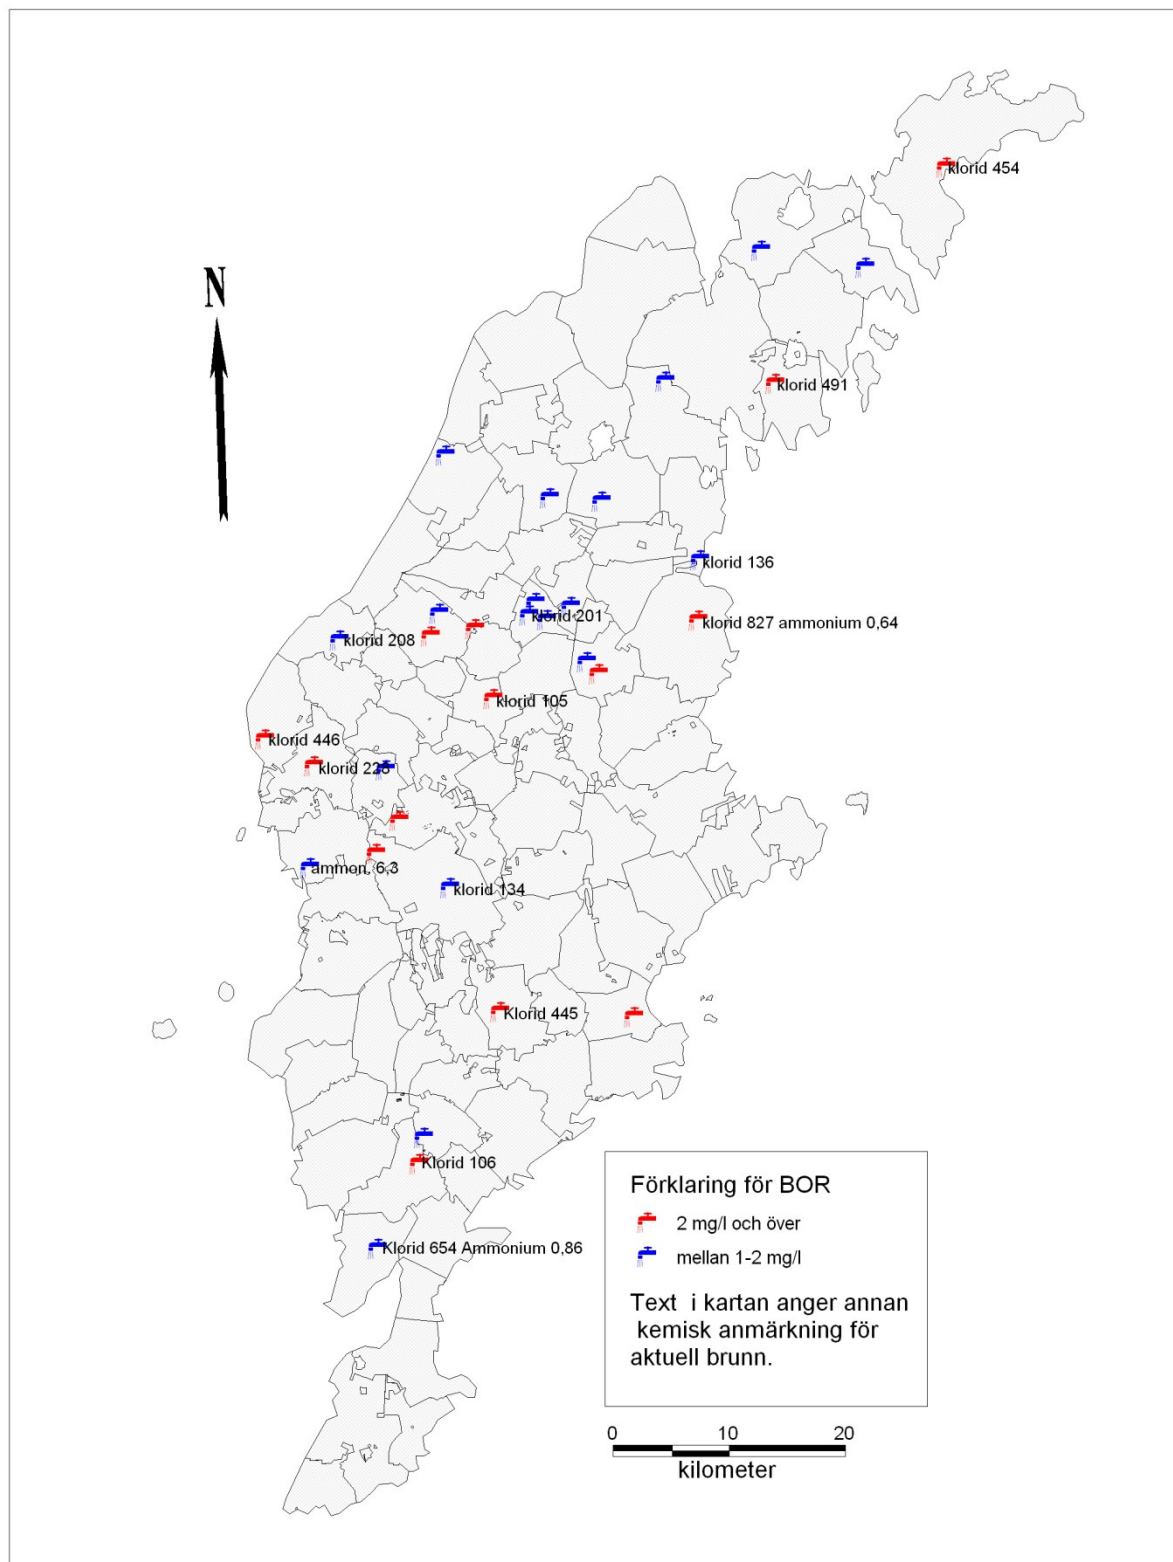 klorid 454
N
klorid 491
klorid 136
klorid 201
klorid 827 ammonium 0,64
klorid 208
klorid 105
klorid 446
klorid 228
ammon, 6,3
klorid 134
Klorid 445
Klorid 106
Klorid 654 Ammonium 0,86
Förklaring för BOR
2 mg/l och över
mellan 1-2 mg/l
Text i kartan anger annan
kemisk anmärkning för
aktuell brunn.
0 10 20
kilometer